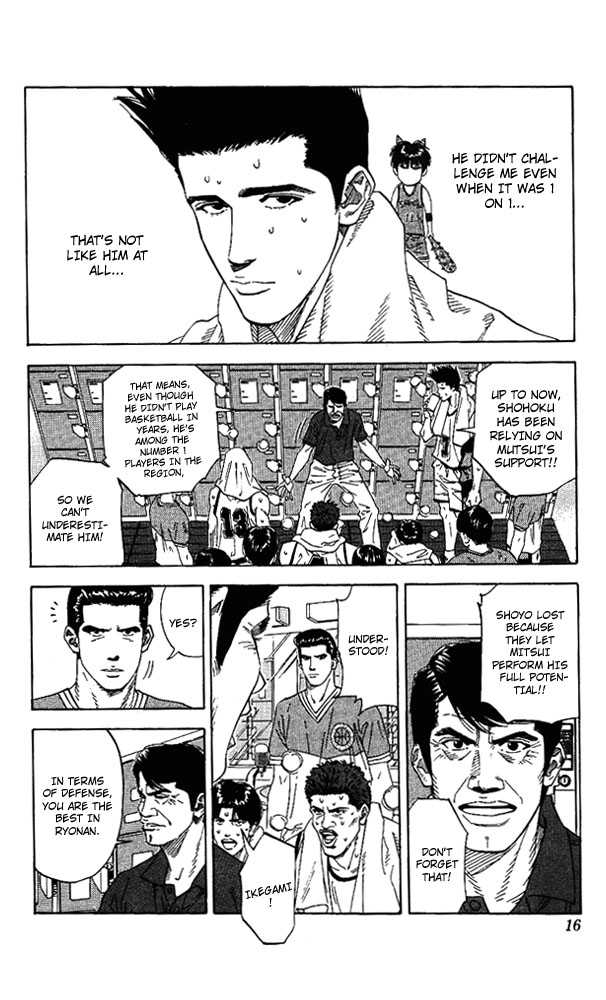 HE DIDN'T CHAL-
LENGE ME EVEN
WHEN IT WAS 1
ON 1...
THAT'S NOT
LIKE HIM AT
ALL...
UP TO NOW,
SHOHOKU
HAS BEEN
RELYING ON
MUTSUI'S
SUPPORT!!
THAT MEANS,
EVEN THOUGH
HE DIDN'T PLAY
BASKETBALL IN
YEARS, HE'S
AMONG THE
NUMBER 1
PLAYERS IN THE
REGION,
SO WE
CAN'T
UNDERESTI-
MATE HIM!
13
SHOYO LOST
BECAUSE
THEY LET
MITSUI
PERFORM HIS
FULL POTEN-
TIAL!!
DON'T
FORGET
THAT!
UNDER-
STOOD!
IKEGAMI
!
YES?
IN TERMS
OF DEFENSE,
YOU ARE THE
BEST IN
RYONAN.
16